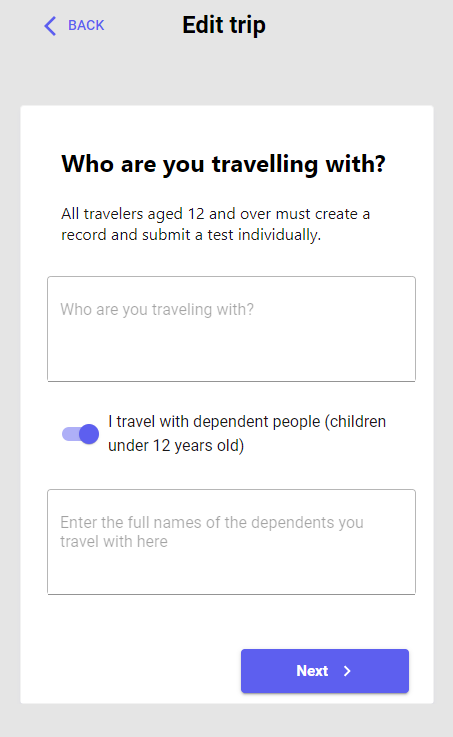 BACK
Edit trip
Who are you travelling with?
All travelers aged 12 and over must create a
record and submit a test individually.
Who are you traveling with?
I travel with dependent people (children
under 12 years old)
Enter the full names of the dependents you
travel with here
Next